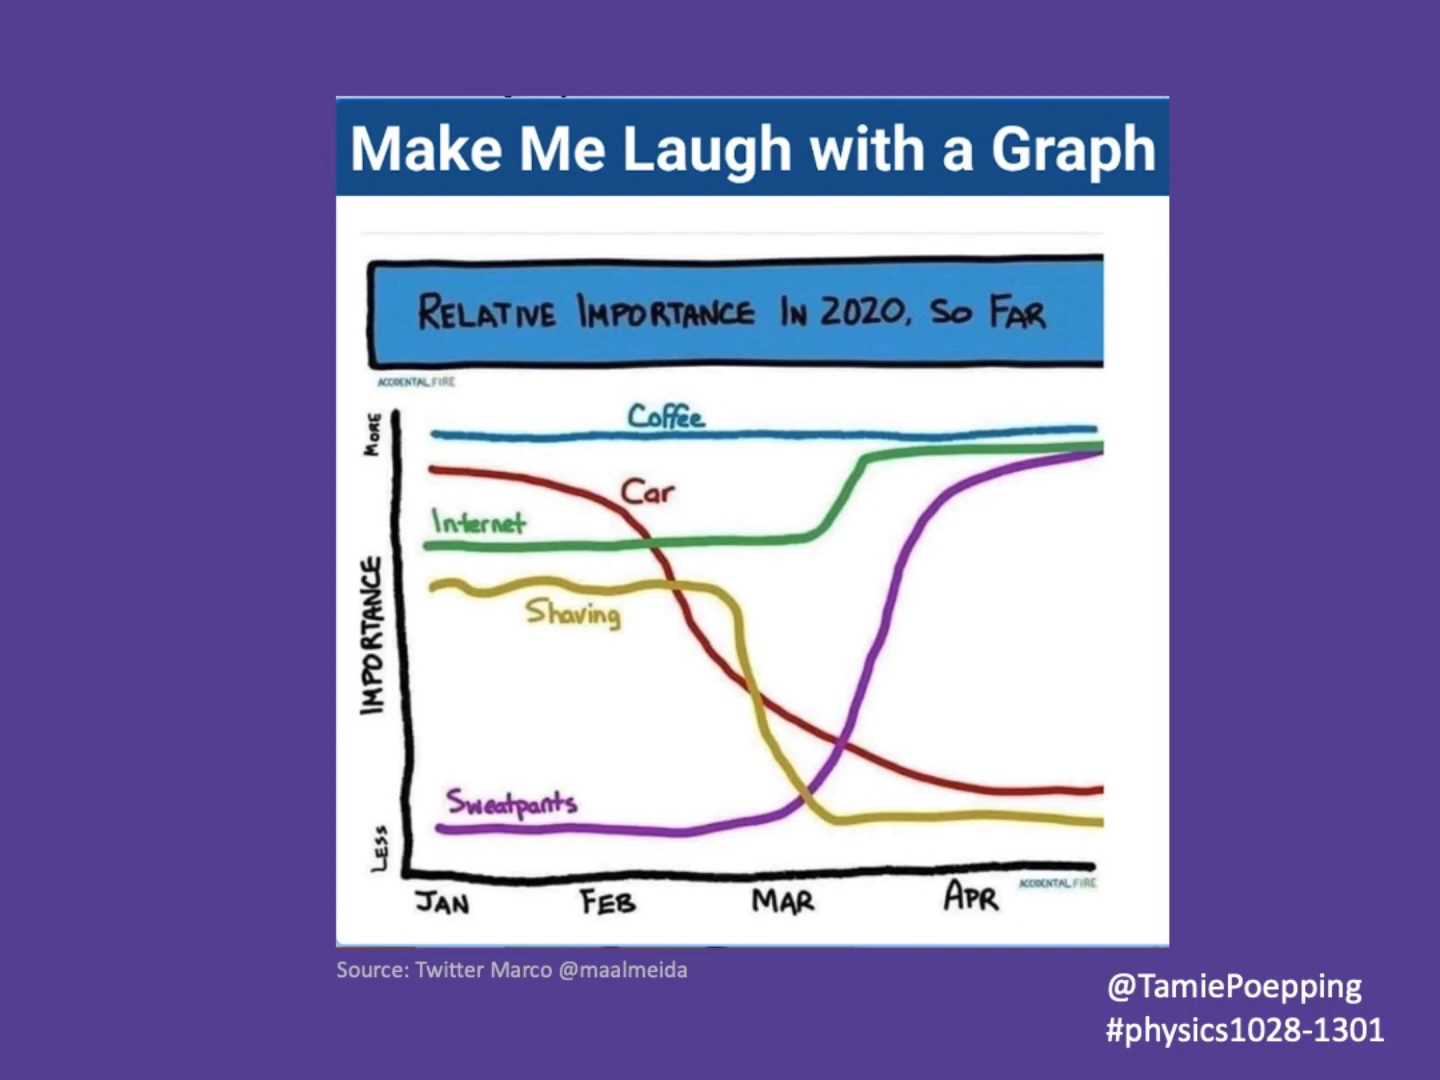 Make Me Laugh with a Graph
RELATIVE IMPORTANCE IN 2020, SO FAR
ACCIDENTAL FIRE
MORE
Coffee
Car
Internet
IMPORTANCE
Shaving
Sweatpants
LESS
ACCIDENTAL FIRE
JAN FEB MAR APR
Source: Twitter Marco @maalmeida
@TamiePoepping
#physics1028-1301